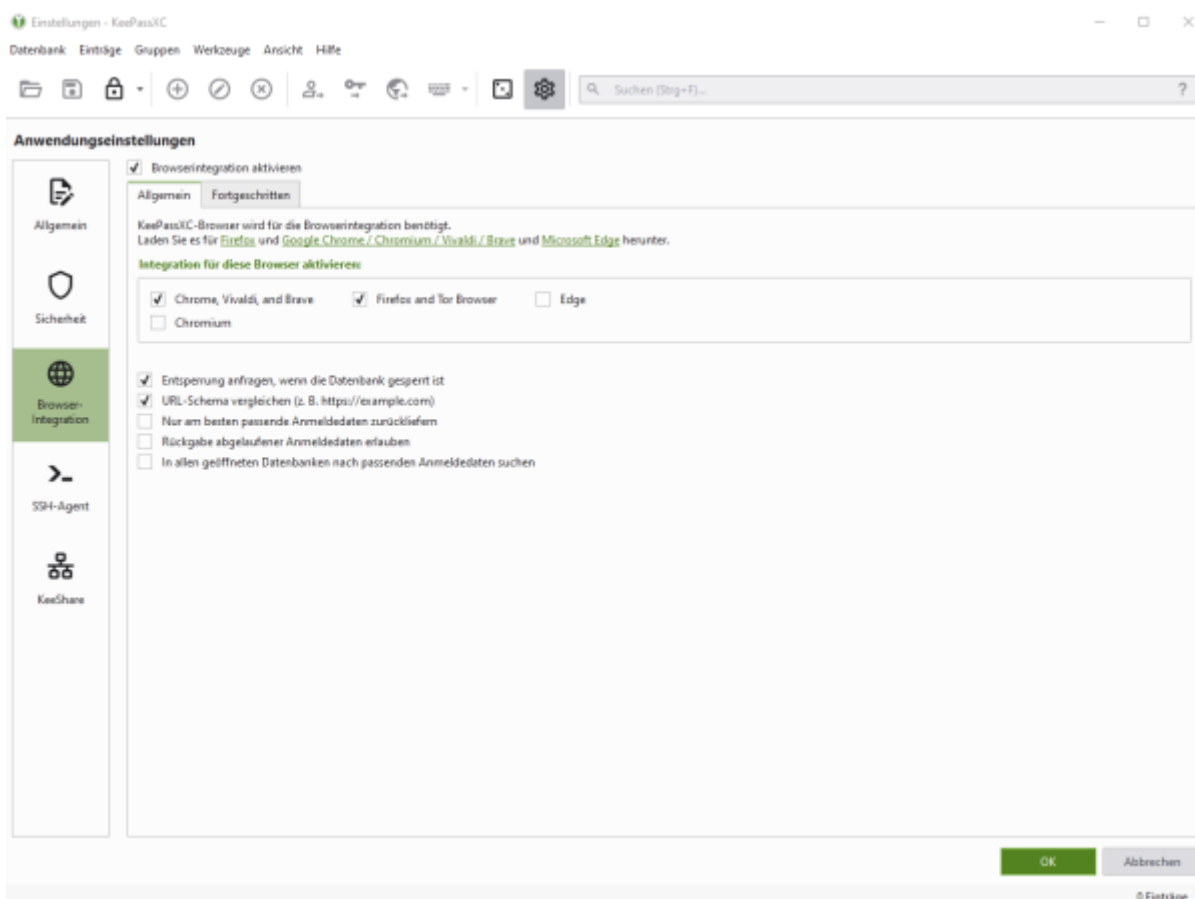 Einstellungen - KeePassXC
Datenbank Einträge Gruppen Werkzeuge Ansicht Hilfe
Suchen (Strg+F)... ?
Anwendungseinstellungen
Browserintegration aktivieren
Allgemein Fortgeschritten
KeePassXC-Browser wird für die Browserintegration benötigt.
Laden Sie es für Firefox und Google Chrome / Chromium / Vivaldi / Brave und Microsoft Edge herunter.
Integration für diese Browser aktivieren:
Chrome, Vivaldi, and Brave Firefox and Tor Browser Edge
Chromium
Entsperrung anfragen, wenn die Datenbank gesperrt ist
URL-Schema vergleichen (z. B. https://example.com)
Nur am besten passende Anmeldedaten zurückliefern
Rückgabe abgelaufener Anmeldedaten erlauben
In allen geöffneten Datenbanken nach passenden Anmeldedaten suchen
Allgemein
Sicherheit
Browser-
Integration
SSH-Agent
KeeShare
OK Abbrechen
0 Einträge